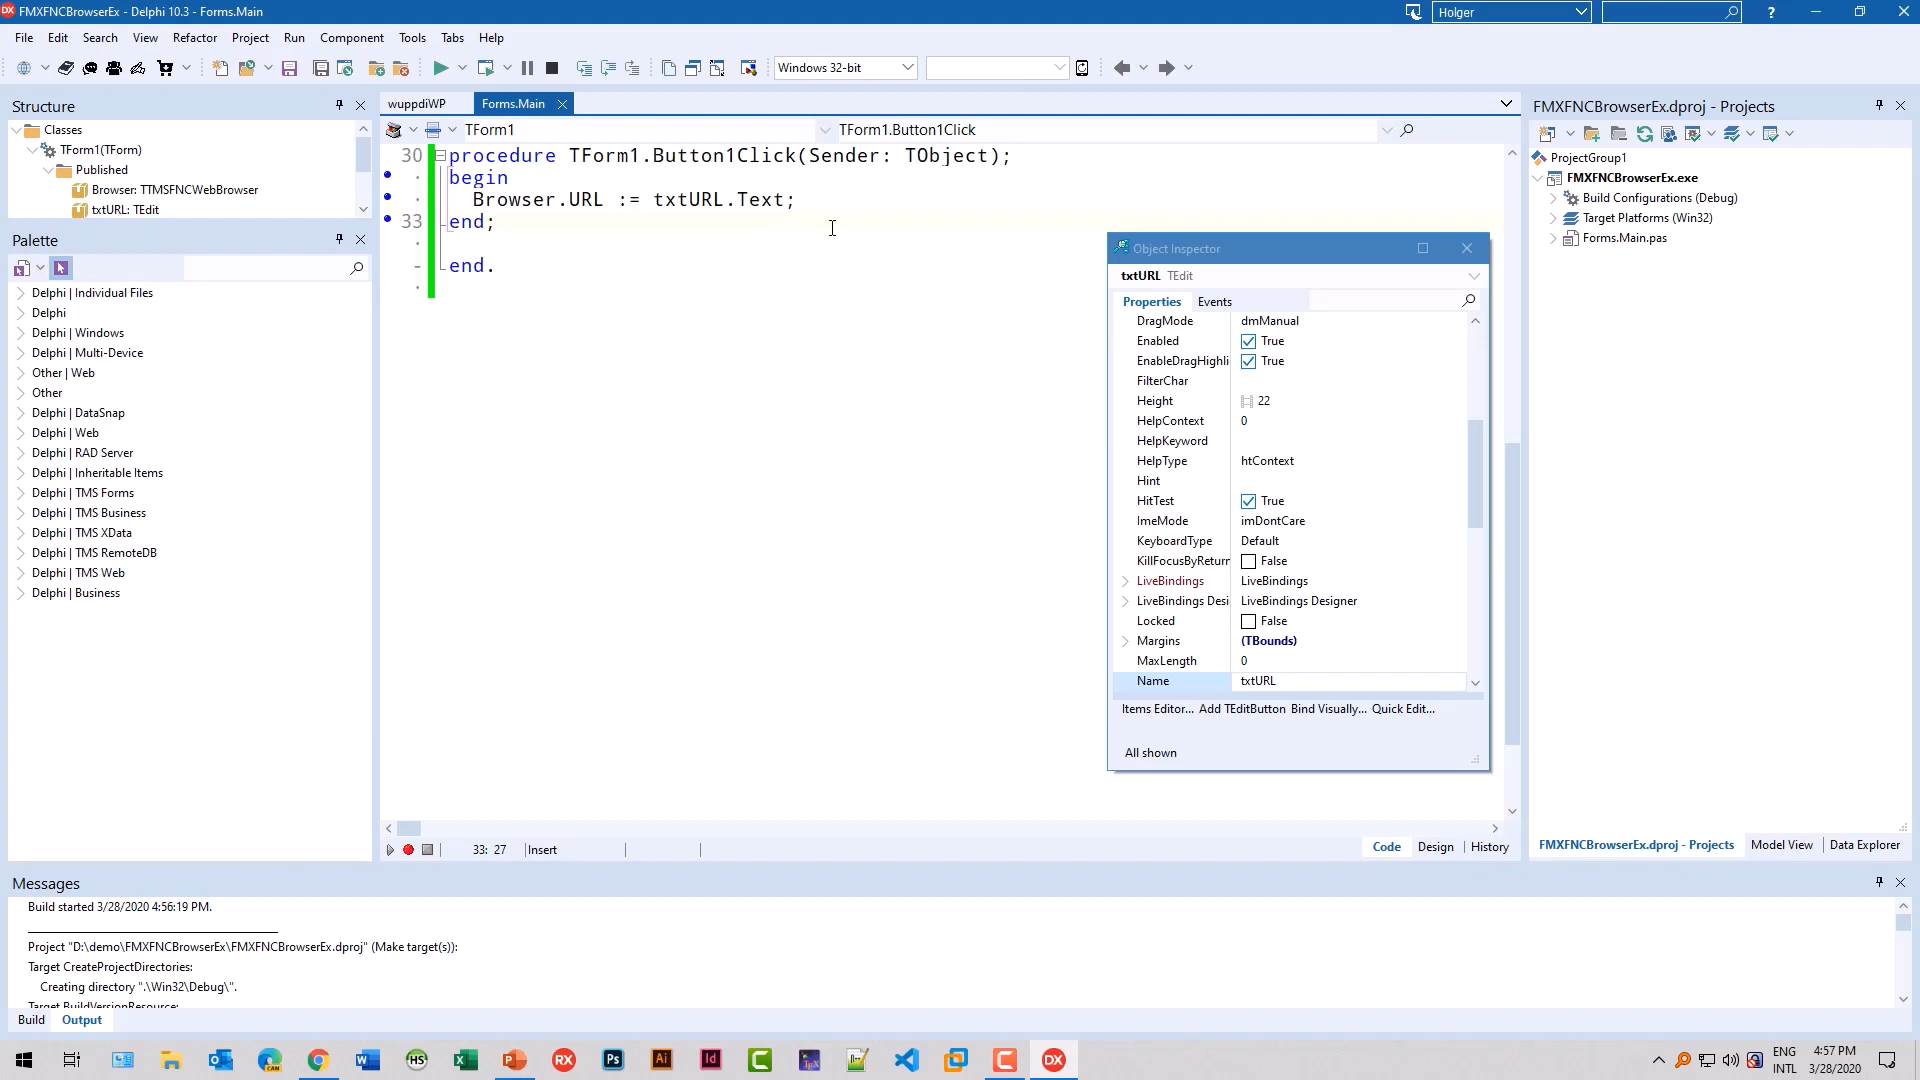 FMXFNCBrowserEx - Delphi 10.3 - Forms.Main
Holger
?
File Edit Search View Refactor Project Run Component Tools Tabs Help
Windows 32-bit
Structure
Classes
TForm1(TForm)
Published
Browser: TTMSFNCWebBrowser
txtURL: TEdit
Palette
Delphi | Individual Files
Delphi
Delphi | Windows
Delphi | Multi-Device
Other | Web
Other
Delphi | DataSnap
Delphi | Web
Delphi | RAD Server
Delphi | Inheritable Items
Delphi | TMS Forms
Delphi | TMS Business
Delphi | TMS XData
Delphi | TMS RemoteDB
Delphi | TMS Web
Delphi | Business
wuppdiWP Forms.Main
TForm1 TForm1.Button1Click
30 procedure TForm1.Button1Click(Sender: TObject);
begin
Browser.URL := txtURL.Text;
33 end;
end.
Object Inspector
txtURL TEdit
Properties Events
DragMode dmManual
Enabled True
EnableDragHighli True
FilterChar
Height 22
HelpContext 0
HelpKeyword
HelpType htContext
Hint
HitTest True
ImeMode imDontCare
KeyboardType Default
KillFocusByReturn False
LiveBindings LiveBindings
LiveBindings Desi LiveBindings Designer
Locked False
Margins (TBounds)
MaxLength 0
Name txtURL
Items Editor... Add TEditButton Bind Visually... Quick Edit...
All shown
33: 27 Insert
Code Design History
FMXFNCBrowserEx.dproj - Projects
ProjectGroup1
FMXFNCBrowserEx.exe
Build Configurations (Debug)
Target Platforms (Win32)
Forms.Main.pas
FMXFNCBrowserEx.dproj - Projects Model View Data Explorer
Messages
Build started 3/28/2020 4:56:19 PM.
Project "D:\demo\FMXFNCBrowserEx\FMXFNCBrowserEx.dproj" (Make target(s)):
Target CreateProjectDirectories:
Creating directory ".\Win32\Debug\".
Target BuildVersionResource:
Build Output
ENG
INTL
4:57 PM
3/28/2020